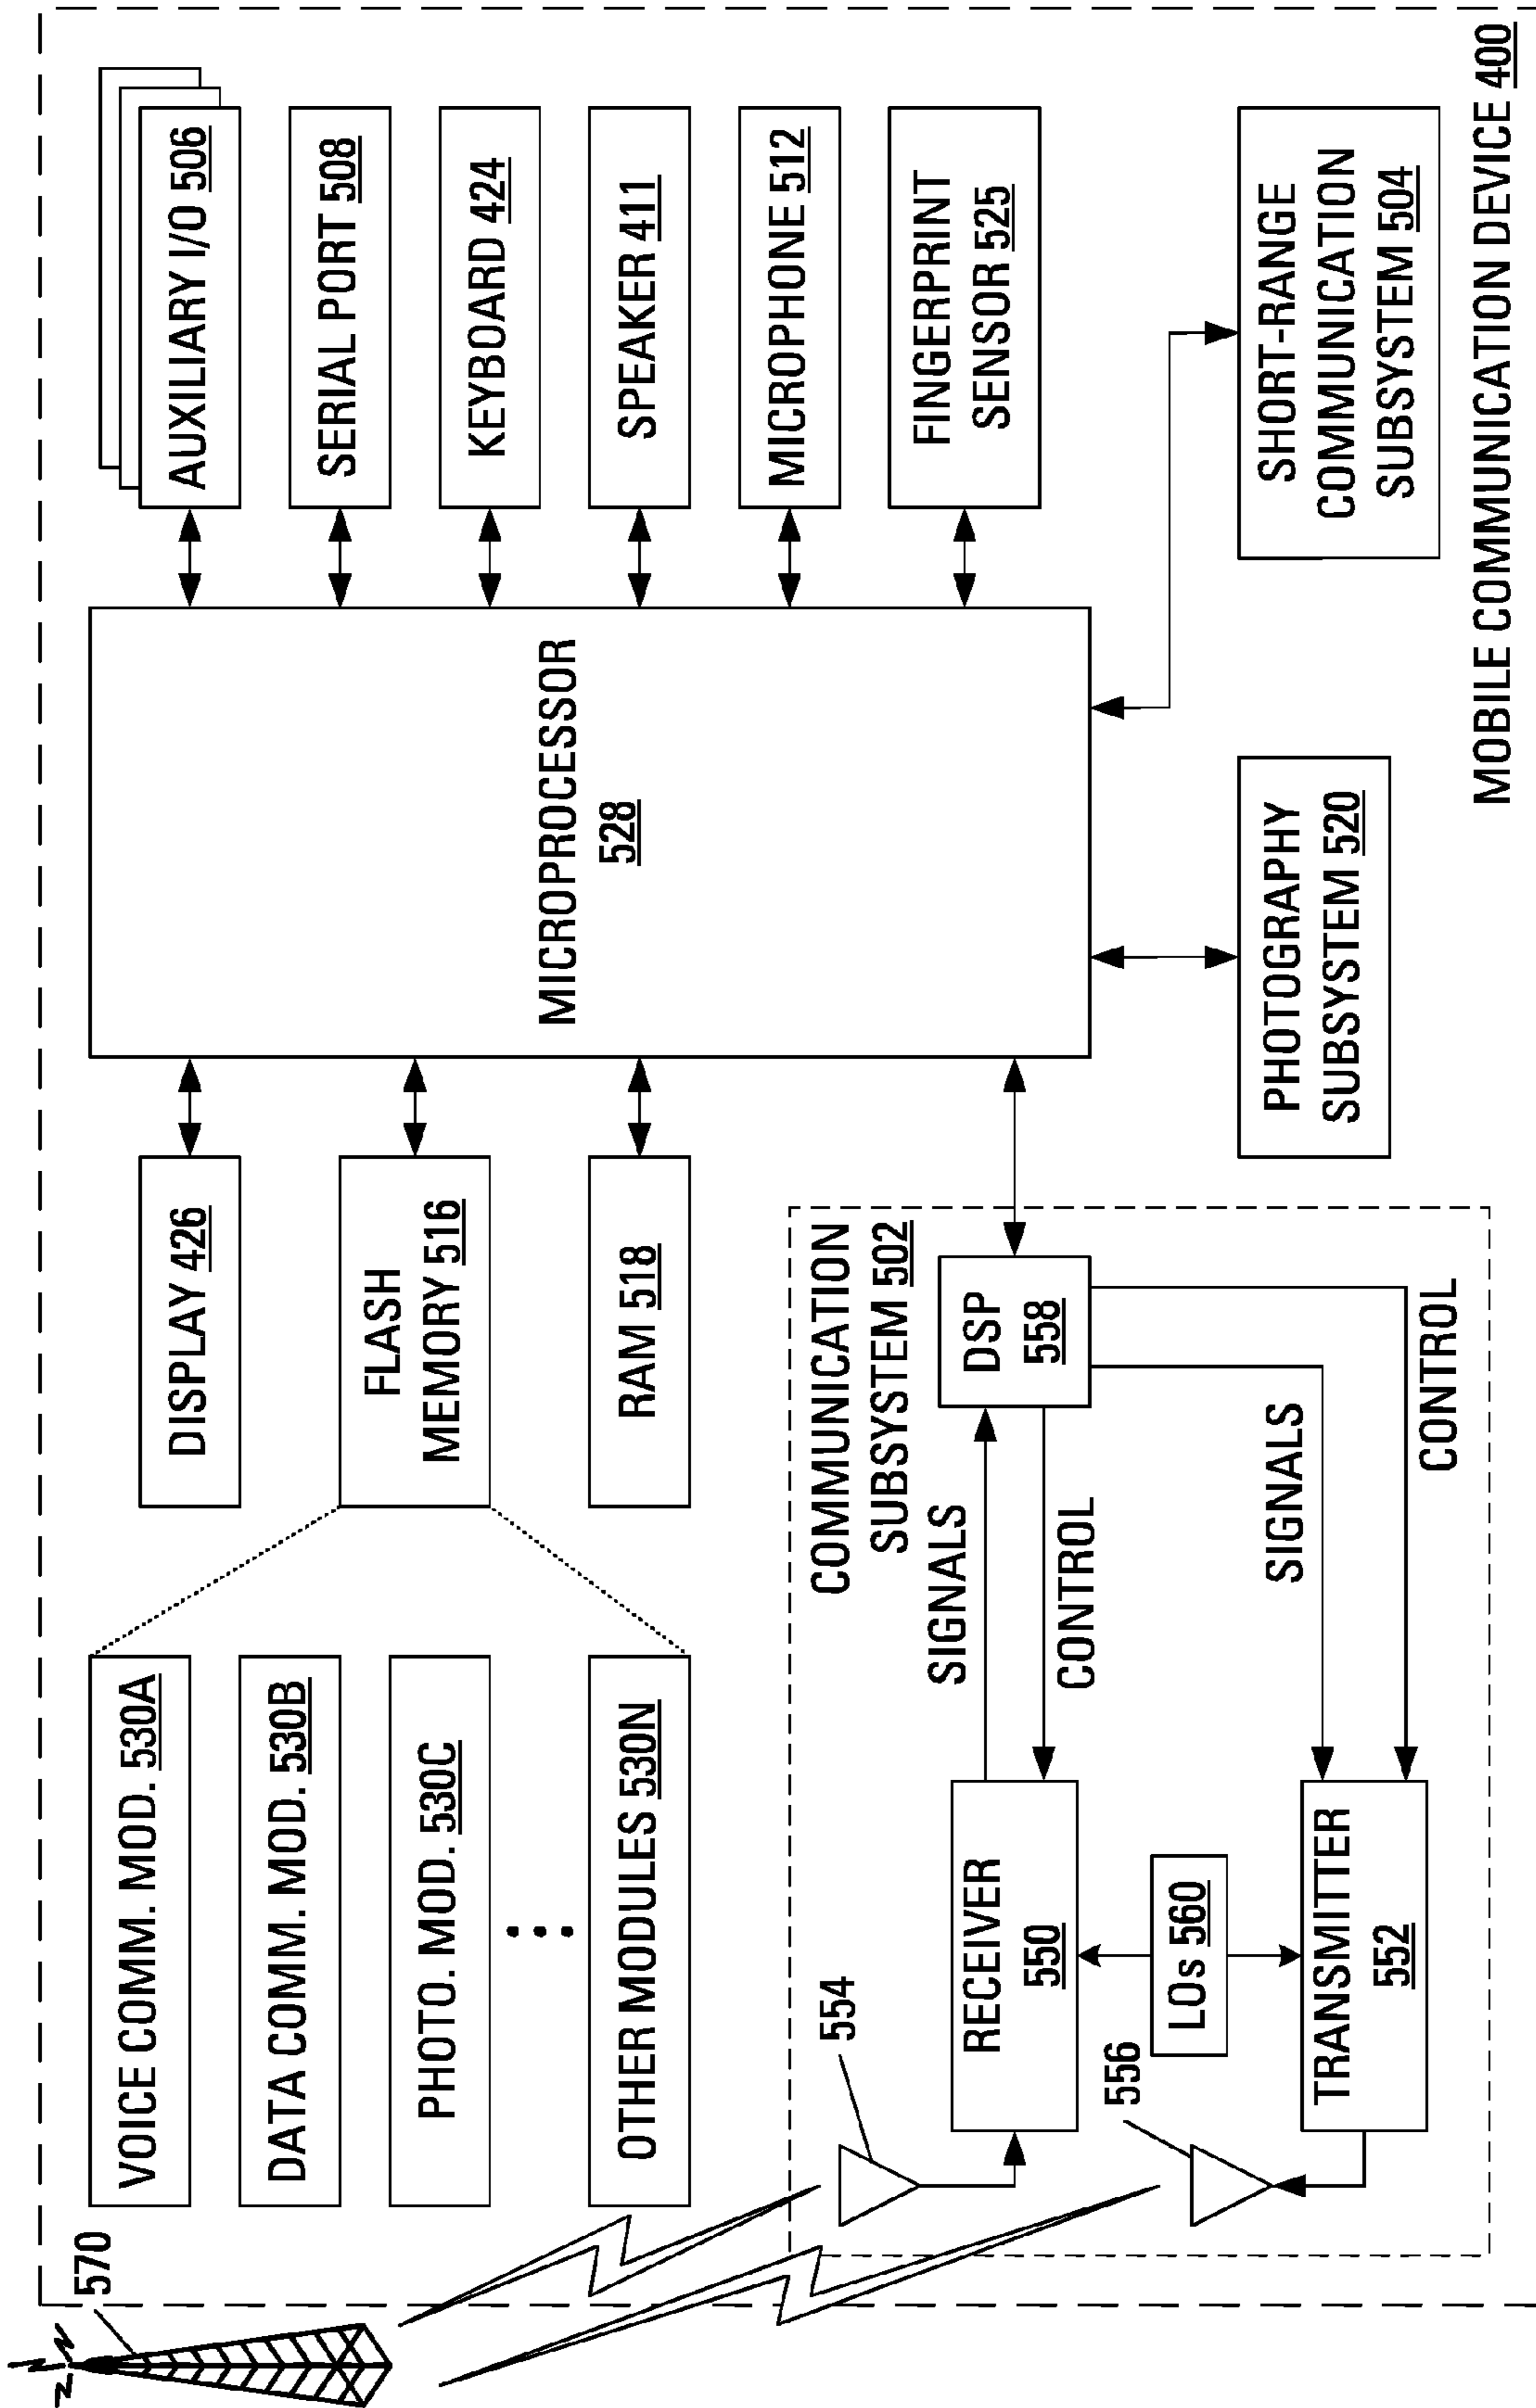 570
VOICE COMM. MOD. 530A
DATA COMM. MOD. 530B
PHOTO. MOD. 530C
OTHER MODULES 530N
DISPLAY 426
FLASH
MEMORY 516
RAM 518
MICROPROCESSOR
528
AUXILIARY I/O 506
SERIAL PORT 508
KEYBOARD 424
SPEAKER 411
MICROPHONE 512
FINGERPRINT
SENSOR 525
COMMUNICATION
SUBSYSTEM 502
554
RECEIVER
550
SIGNALS
CONTROL
DSP
558
556
LOs 560
TRANSMITTER
552
SIGNALS
CONTROL
PHOTOGRAPHY
SUBSYSTEM 520
SHORT-RANGE
COMMUNICATION
SUBSYSTEM 504
MOBILE COMMUNICATION DEVICE 400